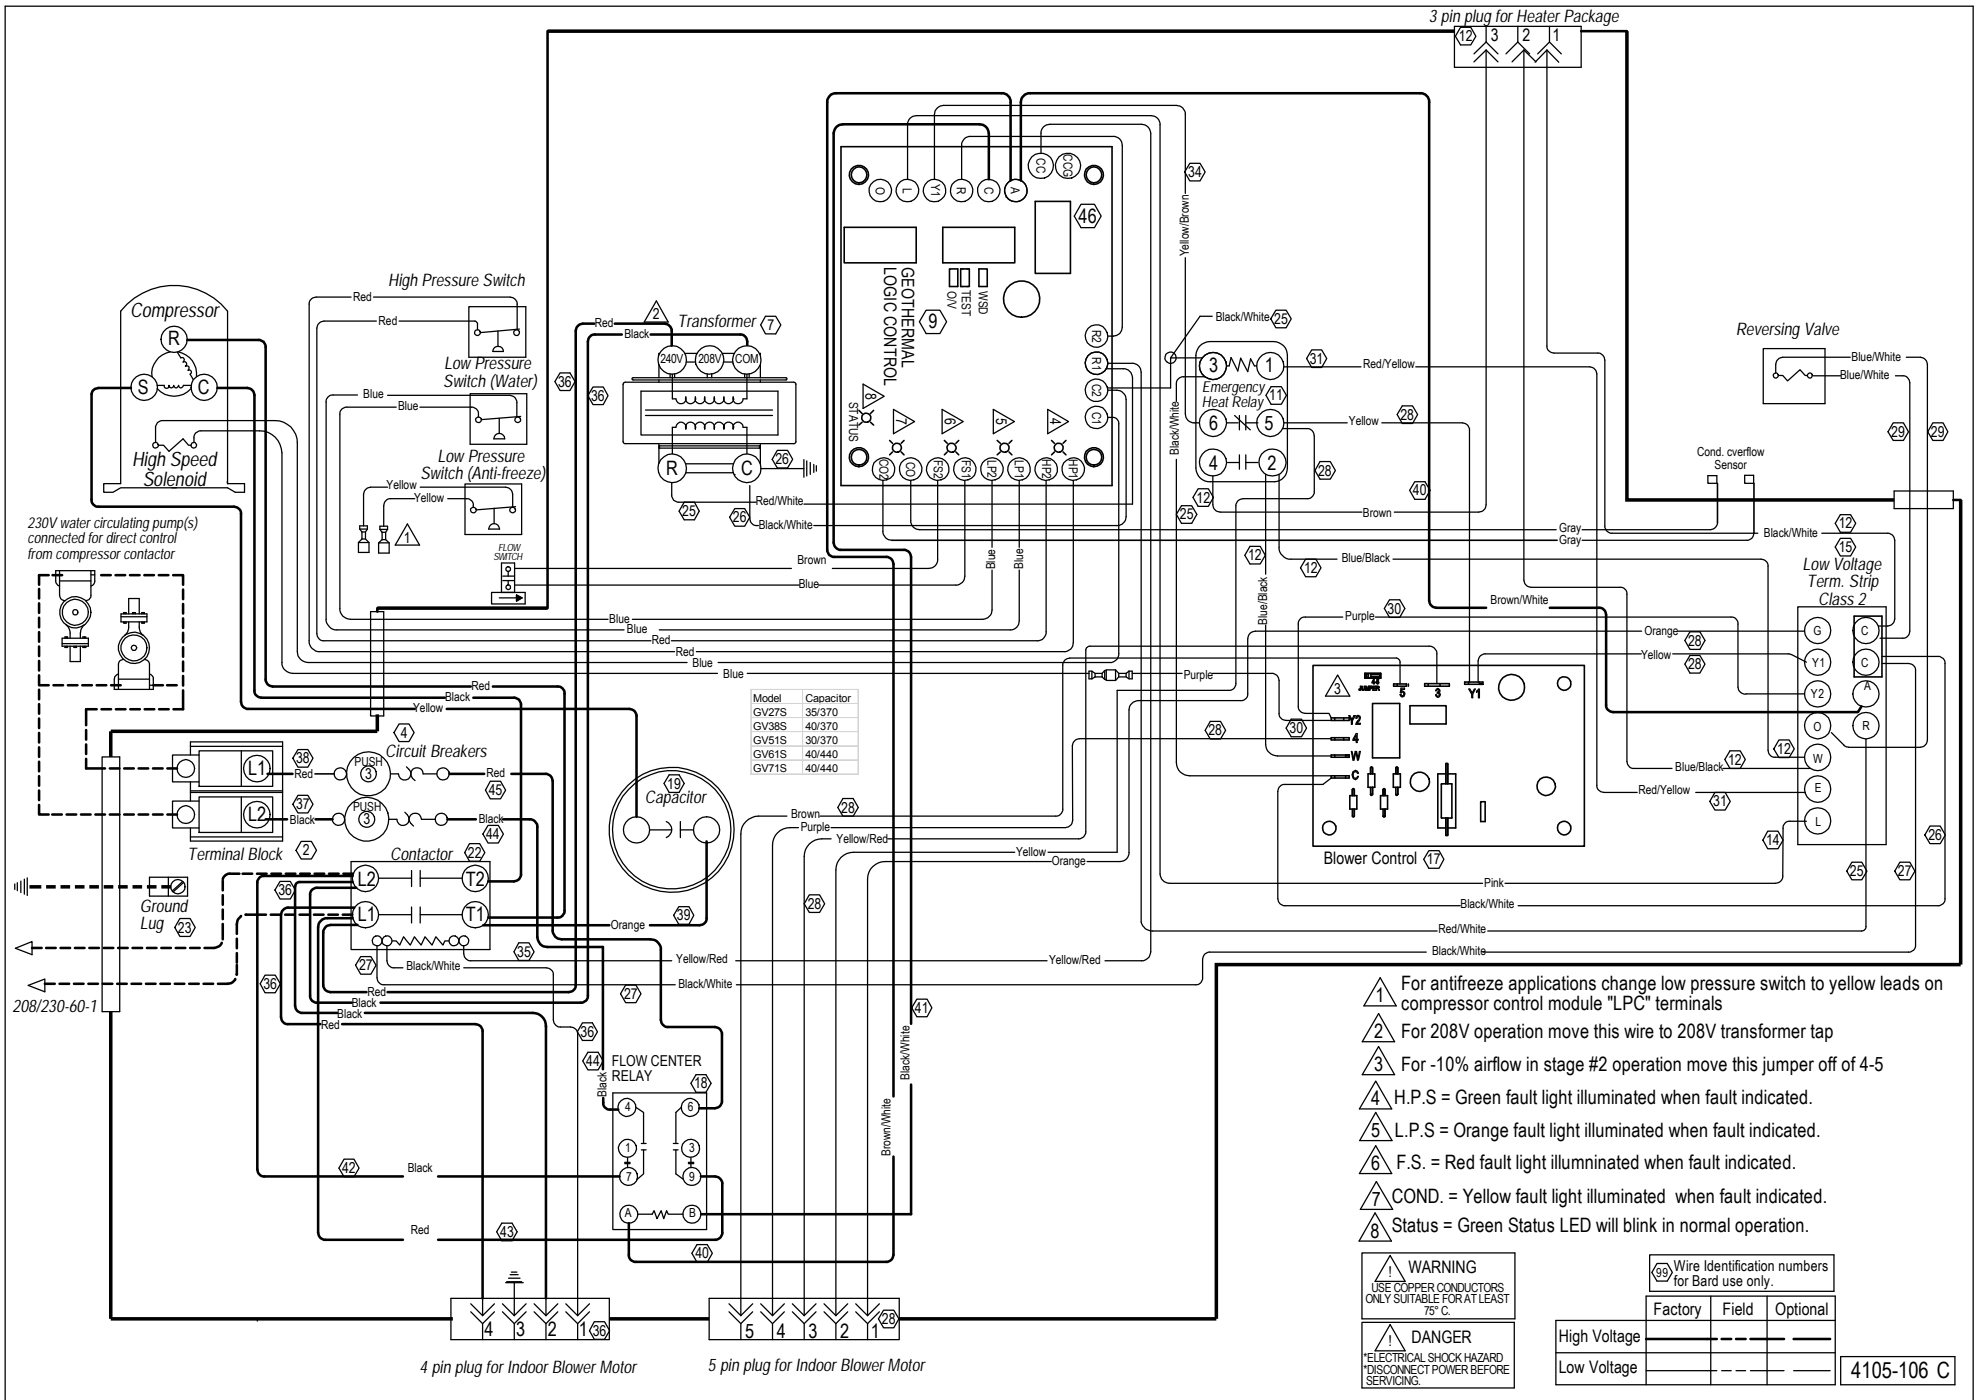 3 pin plug for Heater Package
12 3 2 1
34
CC CCG
O L Y1 R C A
46
Yellow/Brown
GEOTHERMAL
LOGIC CONTROL
9
O/V
TEST
WSD
R2
R1
C2
C1
STATUS
8 7 6 5 4
CO2 CO FS2 FS1 LP2 LP1 HP2 HP1
High Pressure Switch
Red
Red
Low Pressure
Switch (Water)
Blue
Blue
Low Pressure
Switch (Anti-freeze)
Yellow
Yellow
1
FLOW
SWITCH
Compressor
R
S C
High Speed
Solenoid
36 36
Red 2 Transformer 7
Black
240V 208V COM
R C 26
25 Red/White
26 Black/White
Black/White 25
3 1 31 Red/Yellow
Emergency
Heat Relay 11
6 5 Yellow 28
4 2
28
12
25
Black/White
40
Brown
Reversing Valve
Blue/White
Blue/White
29 29
Cond. cverflow
Sensor
Gray
Gray
Black/White 12
15
Low Voltage
Term. Strip
Class 2
G C
Y1 C
Y2 A
O R
W
E
L
230V water circulating pump(s)
connected for direct control
from compressor contactor
Brown
Blue
Blue
Blue
12
12 Blue/Black
Blue/Black
Brown/White
Purple 30
Orange 28
Yellow 28
Blue
Blue
Red
Red
Blue
Blue
Purple
3
JUMPER
5 3 Y1
Y2
4
W
C
28
30
12
Blue/Black 12
Red/Yellow 31
Blower Control 17
14
25
27
26
Red
Black
Yellow
Model Capacitor
GV27S 35/370
GV38S 40/370
GV51S 30/370
GV61S 40/440
GV71S 40/440
4
Circuit Breakers
L1 38 Red PUSH 3 Red 45
L2 37 Black PUSH 3 Black 44
Terminal Block 2
19
Capacitor
Brown 28
Purple
Yellow/Red
Yellow
Orange
28
Contactor 22
L2 T2
36
L1 T1
Ground
Lug 23
Orange 39
35
27 Black/White
36
Yellow/Red
Yellow/Red
Black/White
27
Pink
Black/White
Red/White
Black/White
Red
Black
Black
Red
208/230-60-1
36
44
Black
FLOW CENTER
RELAY
18
4 6
1 3
7 9
A B
41
Black/White
Brown/White
42 Black
Red 43
40
4 3 2 1 36
5 4 3 2 1 28
4 pin plug for Indoor Blower Motor
5 pin plug for Indoor Blower Motor
1 For antifreeze applications change low pressure switch to yellow leads on
compressor control module "LPC" terminals
2 For 208V operation move this wire to 208V transformer tap
3 For -10% airflow in stage #2 operation move this jumper off of 4-5
4 H.P.S = Green fault light illuminated when fault indicated.
5 L.P.S = Orange fault light illuminated when fault indicated.
6 F.S. = Red fault light illumninated when fault indicated.
7 COND. = Yellow fault light illuminated when fault indicated.
8 Status = Green Status LED will blink in normal operation.
! WARNING
USE COPPER CONDUCTORS
ONLY SUITABLE FOR AT LEAST
75° C.
! DANGER
*ELECTRICAL SHOCK HAZARD
*DISCONNECT POWER BEFORE
SERVICING.
99 Wire Identification numbers
for Bard use only.
Factory Field Optional
High Voltage
Low Voltage
4105-106 C